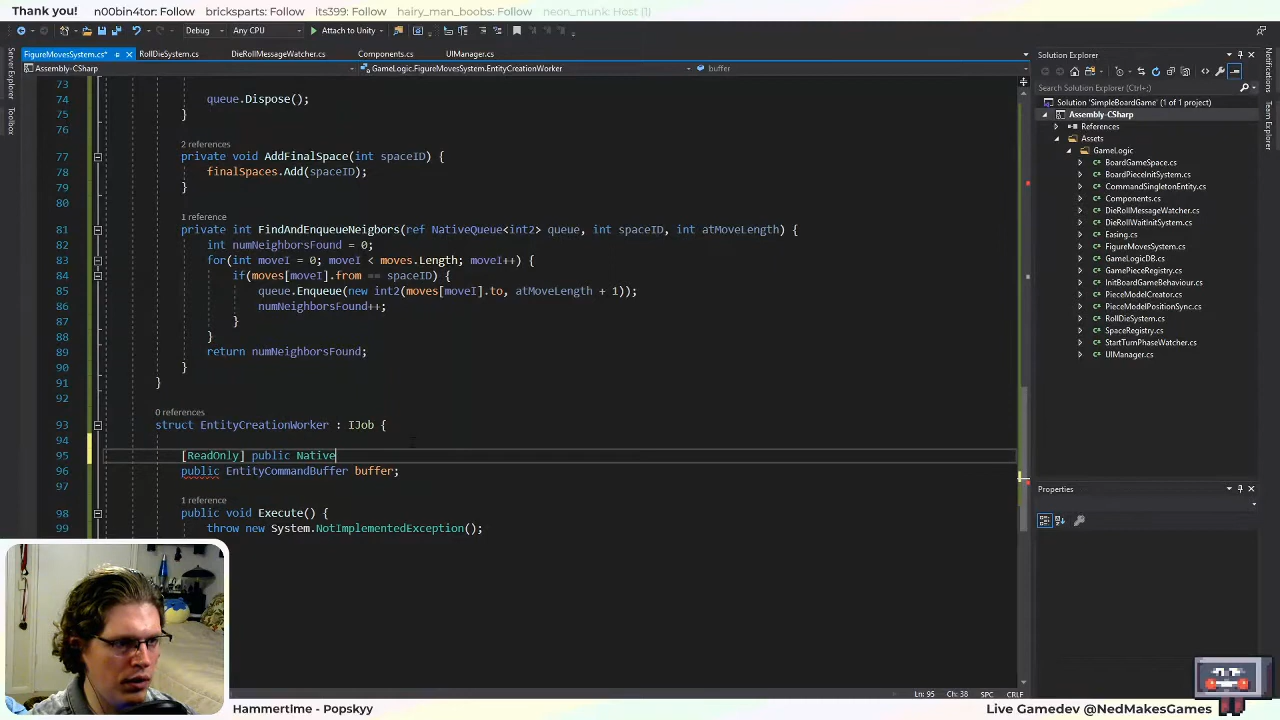 Thank you! n00bin4tor: Follow bricksparts: Follow its399: Follow hairy_man_boobs: Follow neon_munk: Host (1)
Debug Any CPU Attach to Unity
FigureMovesSystem.cs* RollDieSystem.cs DieRollMessageWatcher.cs Components.cs UIManager.cs
Assembly-CSharp GameLogic.FigureMovesSystem.EntityCreationWorker buffer
Server Explorer
Toolbox
73
74 queue.Dispose();
75 }
76
2 references
77 private void AddFinalSpace(int spaceID) {
78 finalSpaces.Add(spaceID);
79 }
80
1 reference
81 private int FindAndEnqueueNeigbors(ref NativeQueue<int2> queue, int spaceID, int atMoveLength) {
82 int numNeighborsFound = 0;
83 for(int moveI = 0; moveI < moves.Length; moveI++) {
84 if(moves[moveI].from == spaceID) {
85 queue.Enqueue(new int2(moves[moveI].to, atMoveLength + 1));
86 numNeighborsFound++;
87 }
88 }
89 return numNeighborsFound;
90 }
91 }
92
0 references
93 struct EntityCreationWorker : IJob {
94
95 [ReadOnly] public Native
96 public EntityCommandBuffer buffer;
97
1 reference
98 public void Execute() {
99 throw new System.NotImplementedException();
Ln: 95 Ch: 38 SPC CRLF
Solution Explorer
Search Solution Explorer (Ctrl+;)
Solution 'SimpleBoardGame' (1 of 1 project)
Assembly-CSharp
References
Assets
GameLogic
BoardGameSpace.cs
BoardPieceInitSystem.cs
CommandSingletonEntity.cs
Components.cs
DieRollMessageWatcher.cs
DieRollWaitInitSystem.cs
Easing.cs
FigureMovesSystem.cs
GameLogicDB.cs
GamePieceRegistry.cs
InitBoardGameBehaviour.cs
PieceModelCreator.cs
PieceModelPositionSync.cs
RollDieSystem.cs
SpaceRegistry.cs
StartTurnPhaseWatcher.cs
UIManager.cs
Properties
Notifications
Team Explorer
Hammertime - Popskyy
Live Gamedev @NedMakesGames